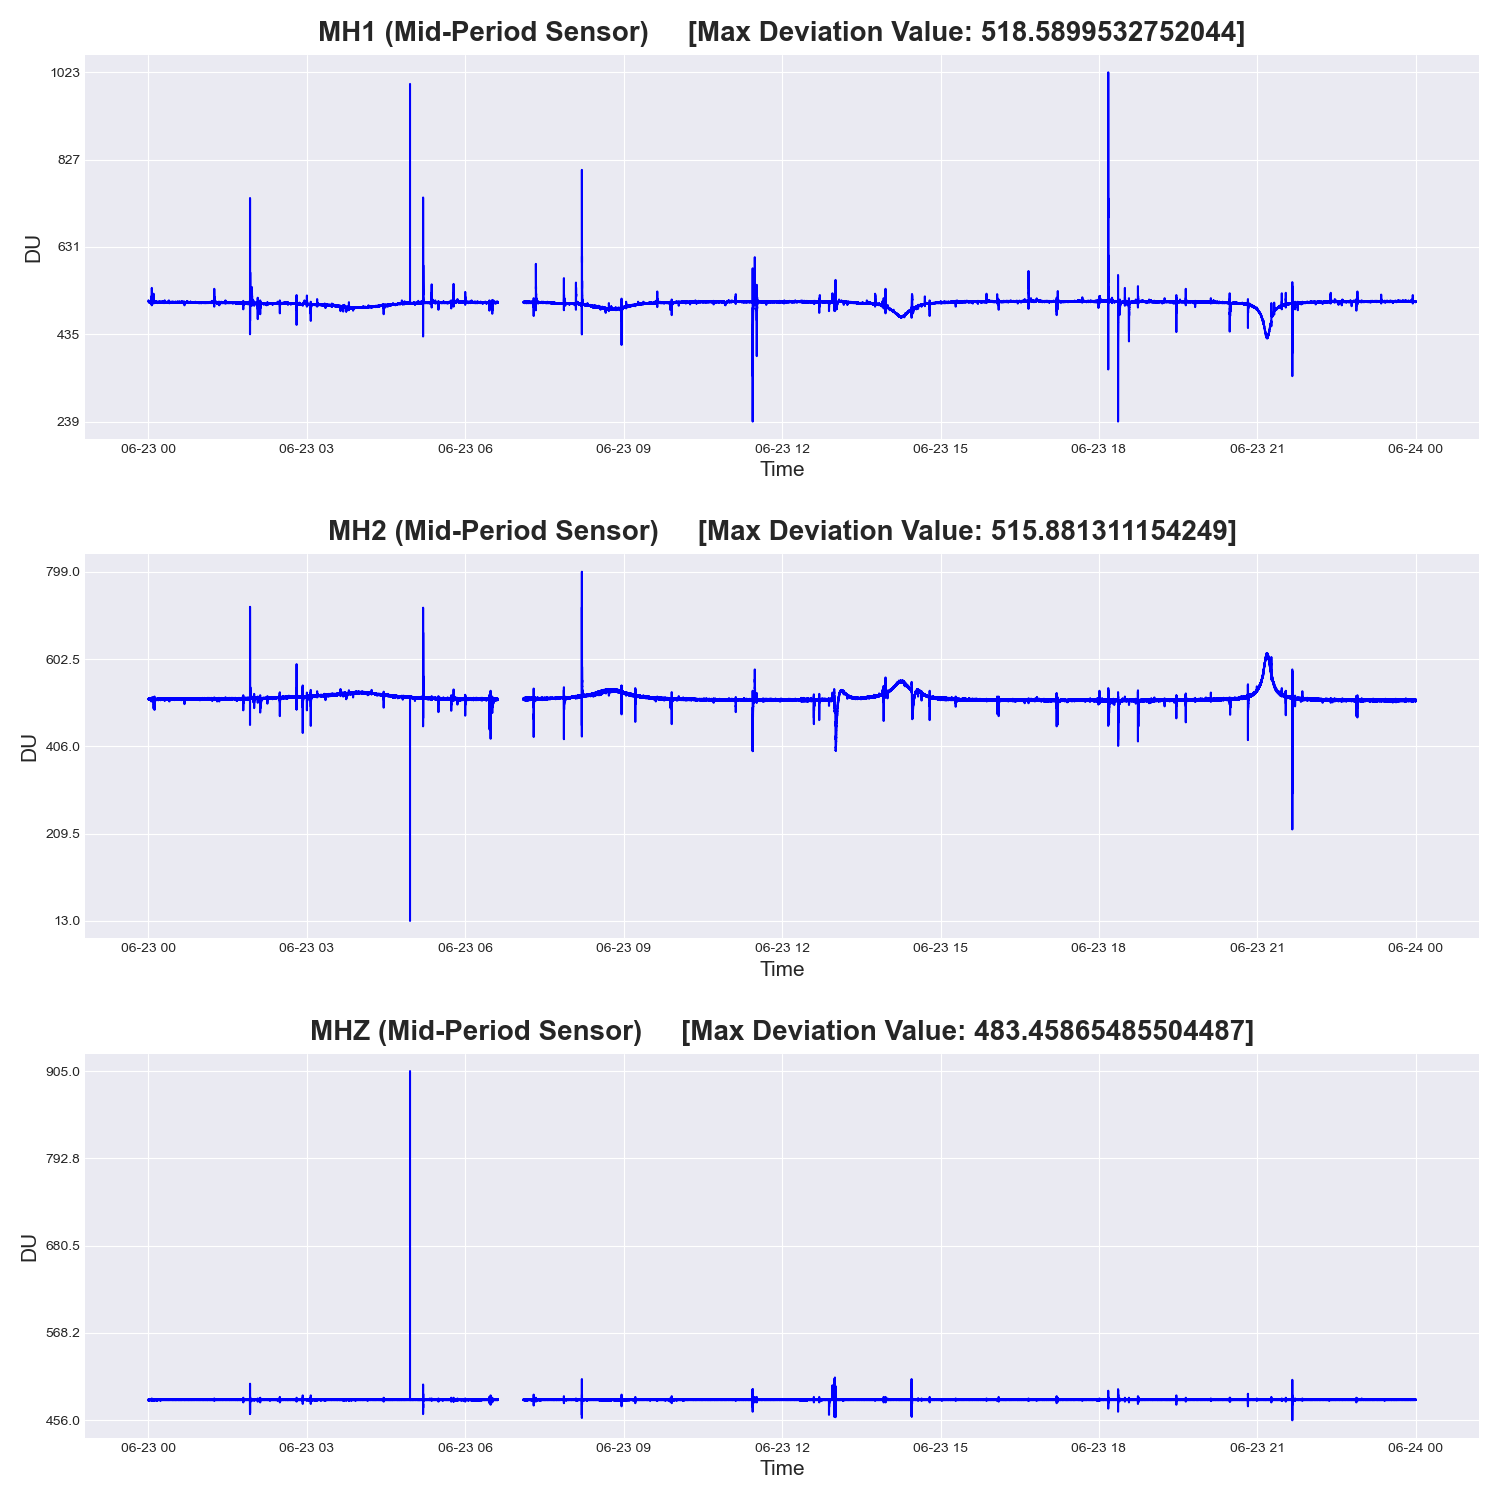 MH1 (Mid-Period Sensor) [Max Deviation Value: 518.5899532752044]
1023
827
631
435
239
DU
06-23 00 06-23 03 06-23 06 06-23 09 06-23 12 06-23 15 06-23 18 06-23 21 06-24 00
Time
MH2 (Mid-Period Sensor) [Max Deviation Value: 515.881311154249]
799.0
602.5
406.0
209.5
13.0
DU
06-23 00 06-23 03 06-23 06 06-23 09 06-23 12 06-23 15 06-23 18 06-23 21 06-24 00
Time
MHZ (Mid-Period Sensor) [Max Deviation Value: 483.45865485504487]
905.0
792.8
680.5
568.2
456.0
DU
06-23 00 06-23 03 06-23 06 06-23 09 06-23 12 06-23 15 06-23 18 06-23 21 06-24 00
Time